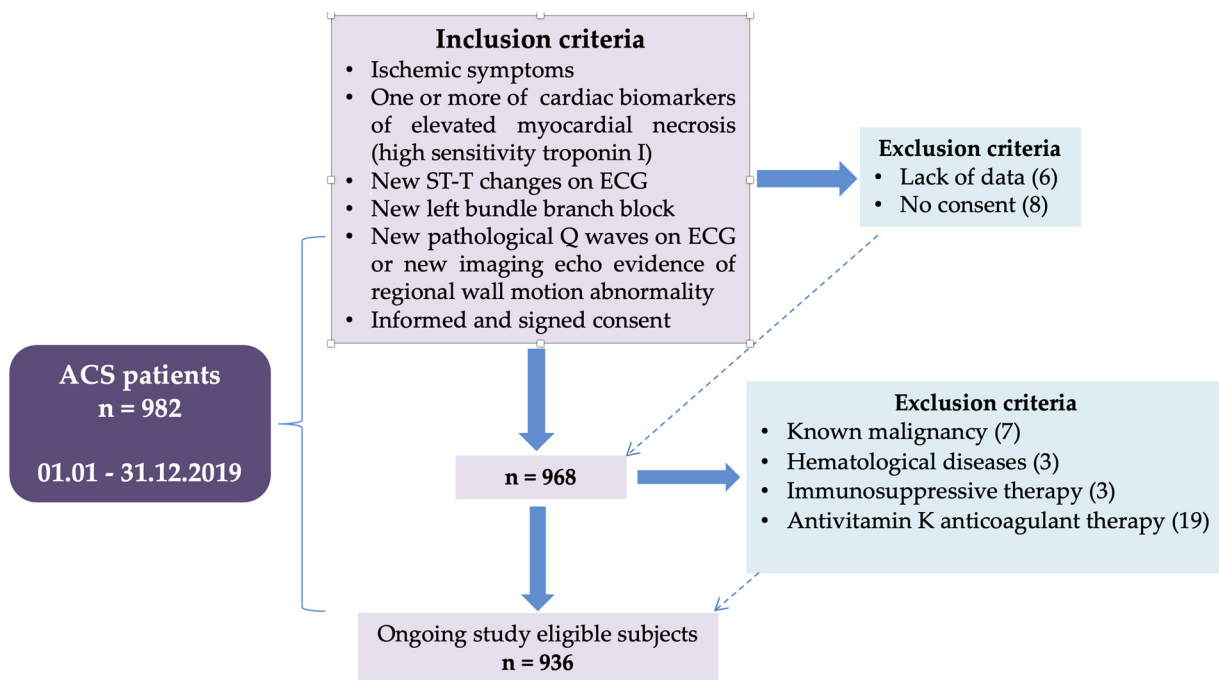 Inclusion criteria
• Ischemic symptoms
• One or more of cardiac biomarkers
of elevated myocardial necrosis
(high sensitivity troponin I)
• New ST-T changes on ECG
• New left bundle branch block
• New pathological Q waves on ECG
or new imaging echo evidence of
regional wall motion abnormality
• Informed and signed consent
Exclusion criteria
• Lack of data (6)
• No consent (8)
ACS patients
n = 982
01.01 - 31.12.2019
n = 968
Exclusion criteria
• Known malignancy (7)
• Hematological diseases (3)
• Immunosuppressive therapy (3)
• Antivitamin K anticoagulant therapy (19)
Ongoing study eligible subjects
n = 936